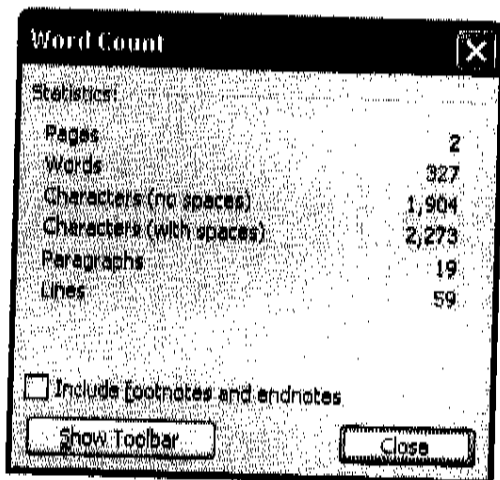 Word Count
Statistics:
Pages 2
Words 327
Characters (no spaces) 1,904
Characters (with spaces) 2,273
Paragraphs 19
Lines 59
Include footnotes and endnotes
Show Toolbar Close